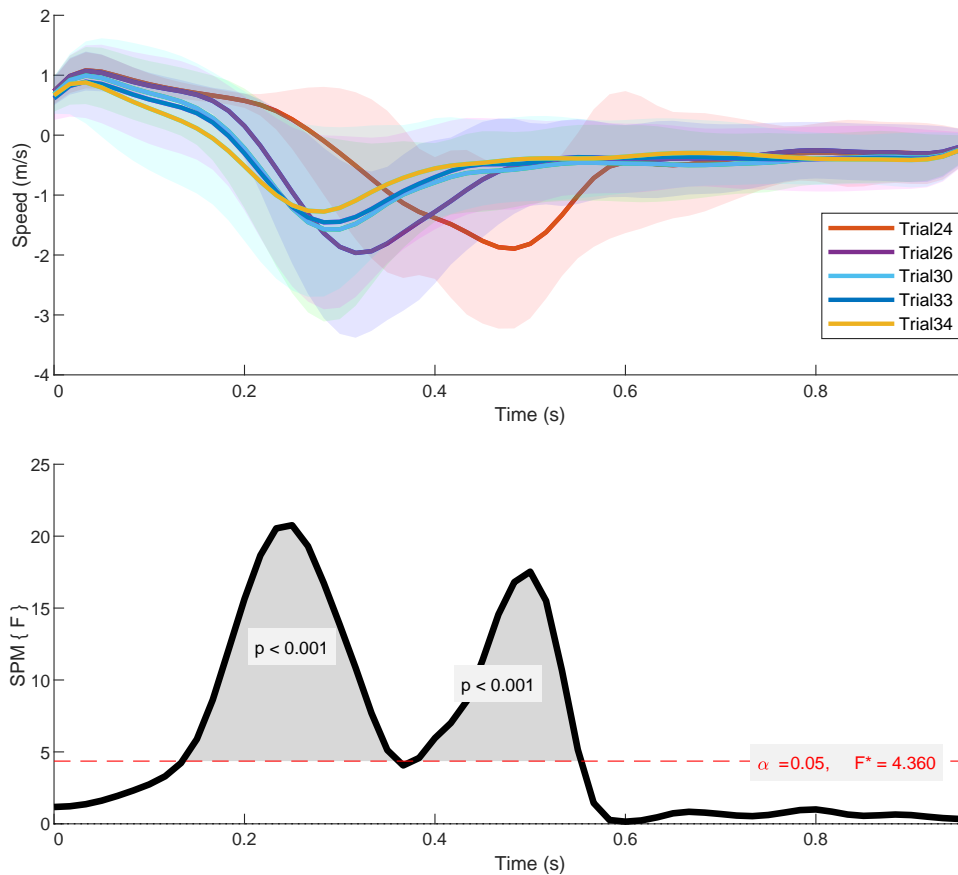 2
1
0
-1
-2
-3
-4
Speed (m/s)
0
0.2
0.4
0.6
0.8
Time (s)
Trial24
Trial26
Trial30
Trial33
Trial34
25
20
15
10
5
0
SPM { F }
p < 0.001
p < 0.001
α =0.05, F* = 4.360
0
0.2
0.4
0.6
0.8
Time (s)